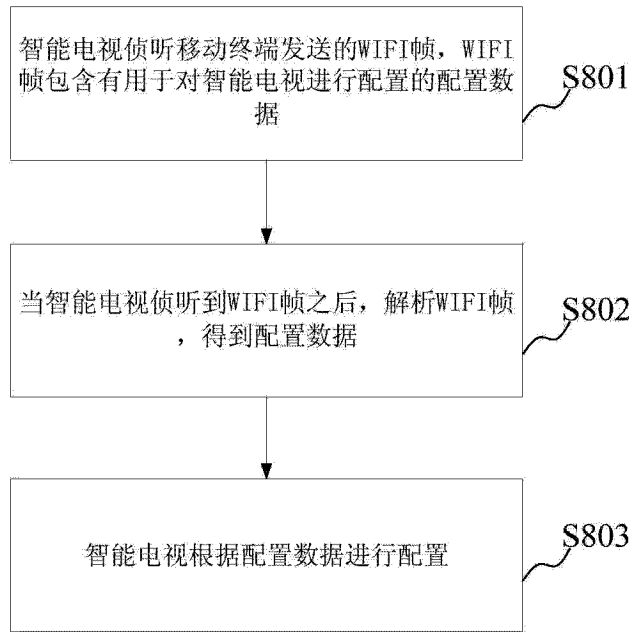 智能电视侦听移动终端发送的WIFI帧，WIFI
帧包含有用于对智能电视进行配置的配置数
据
S801
当智能电视侦听到WIFI帧之后，解析WIFI帧
，得到配置数据
S802
智能电视根据配置数据进行配置
S803